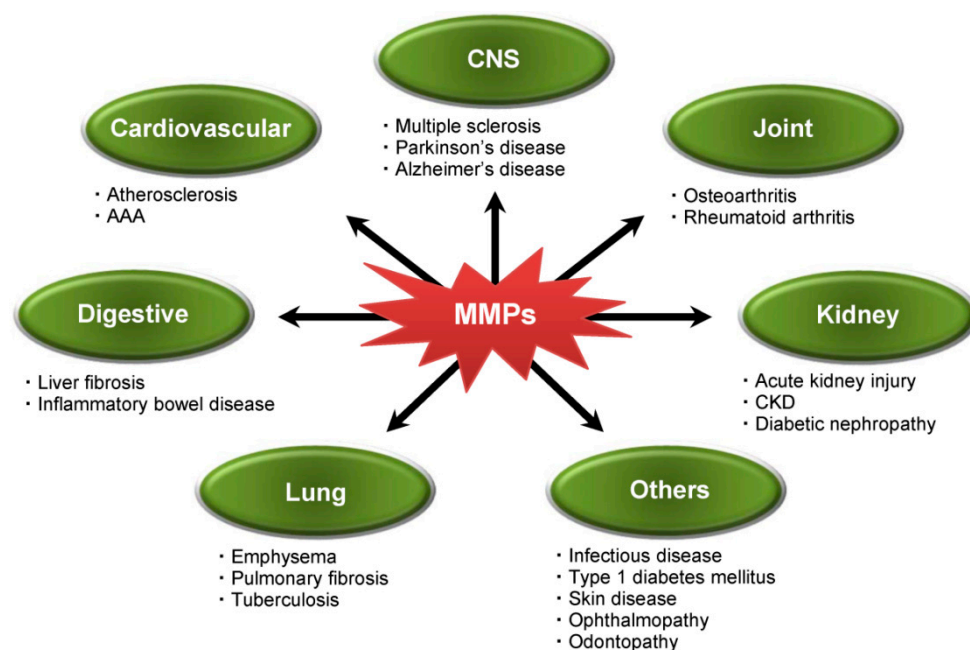 CNS
・Multiple sclerosis
・Parkinson's disease
・Alzheimer's disease
Cardiovascular
・Atherosclerosis
・AAA
Joint
・Osteoarthritis
・Rheumatoid arthritis
MMPs
Digestive
・Liver fibrosis
・Inflammatory bowel disease
Kidney
・Acute kidney injury
・CKD
・Diabetic nephropathy
Lung
・Emphysema
・Pulmonary fibrosis
・Tuberculosis
Others
・Infectious disease
・Type 1 diabetes mellitus
・Skin disease
・Ophthalmopathy
・Odontopathy